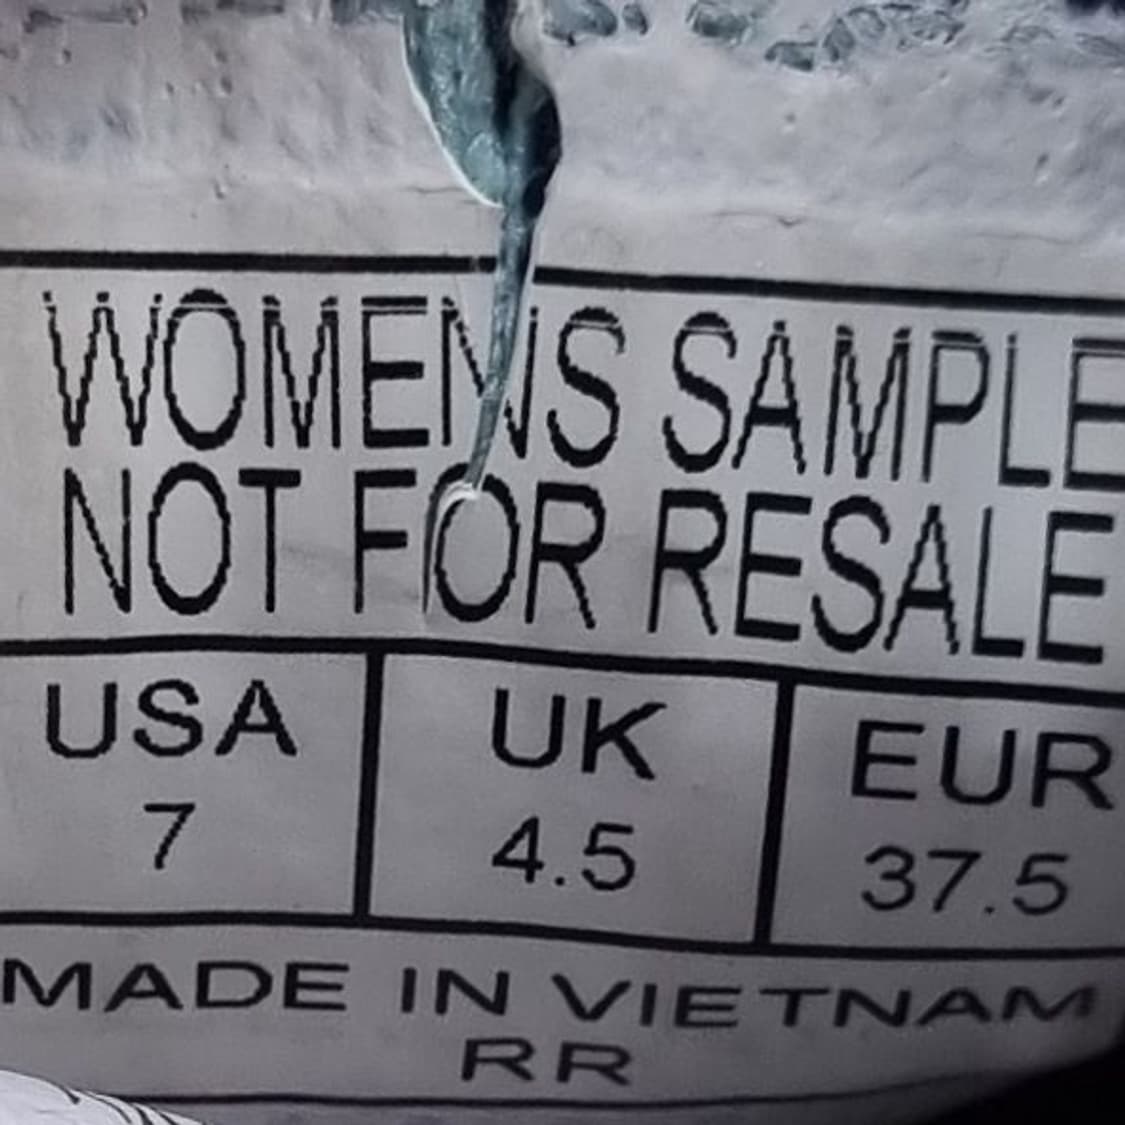 WOMENS SAMPLE
NOT FOR RESALE
USA UK EUR
7 4.5 37.5
MADE IN VIETNAM
RR